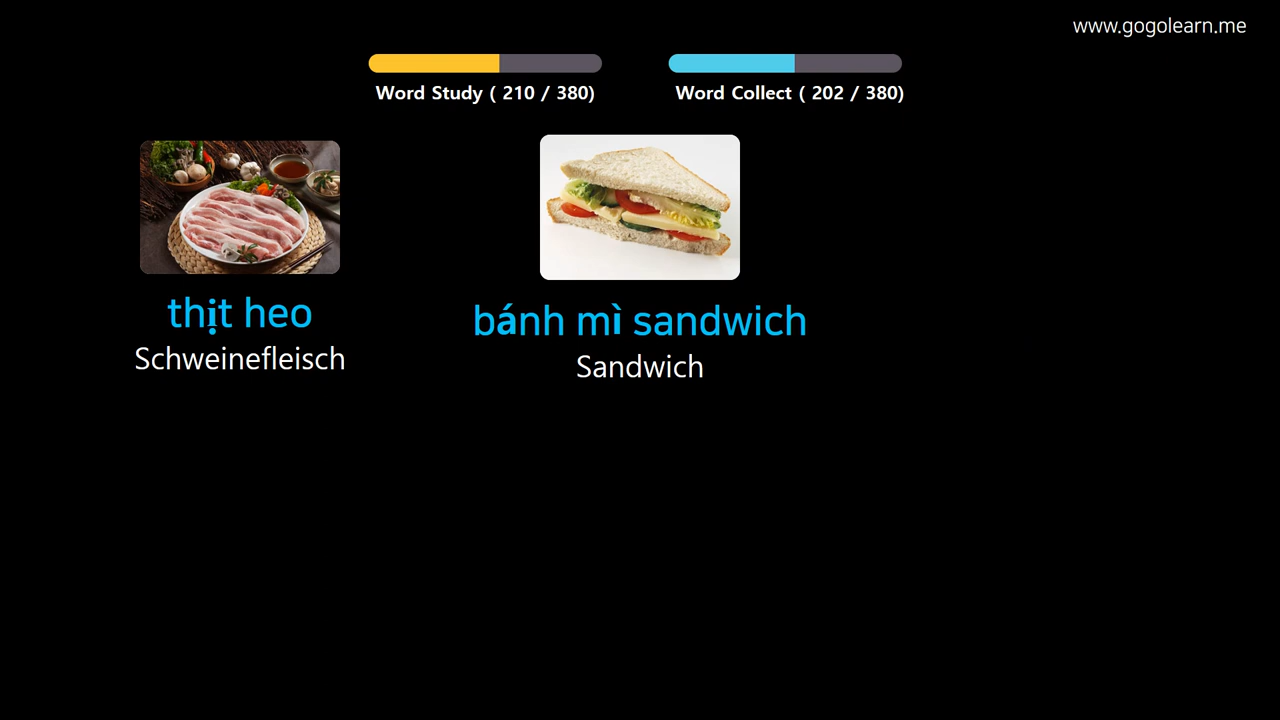 www.gogolearn.me
Word Study ( 210 / 380)
Word Collect ( 202 / 380)
thịt heo
Schweinefleisch
bánh mì sandwich
Sandwich